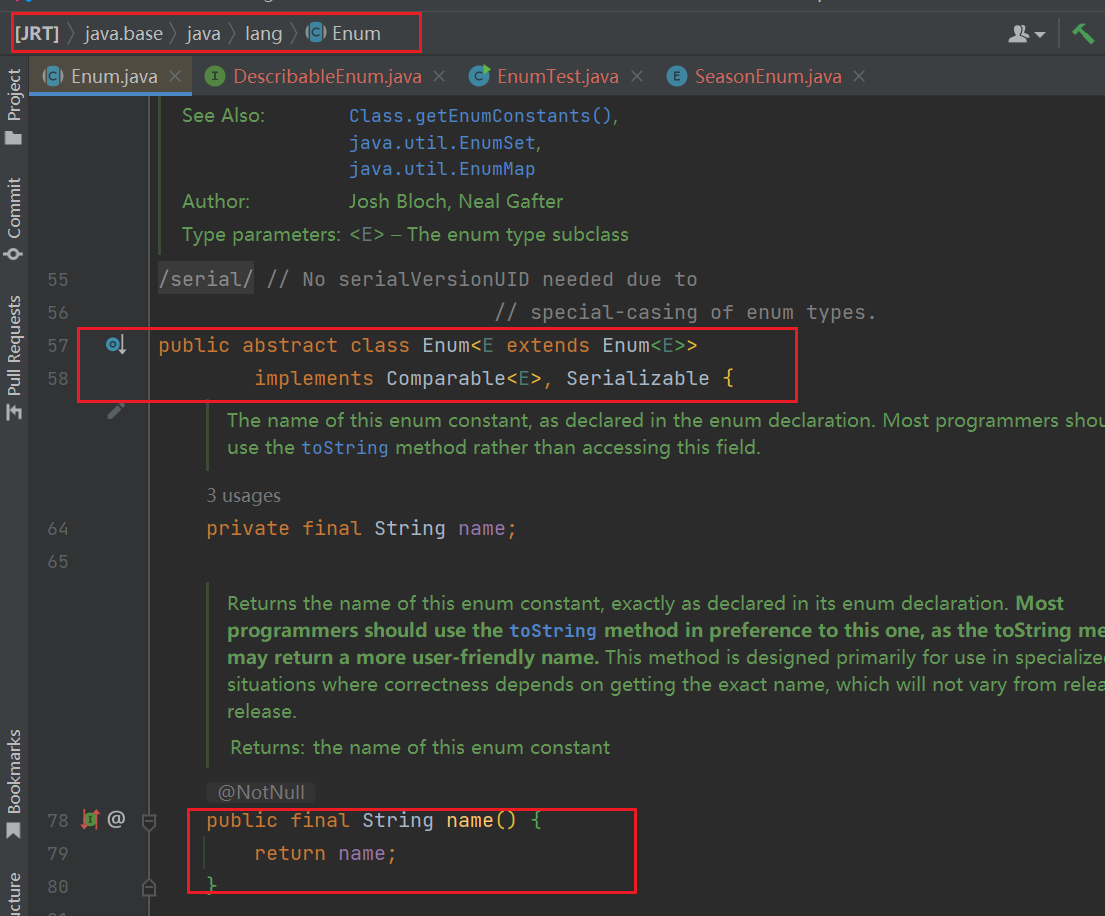 [JRT] java.base java lang Enum
Enum.java DescribableEnum.java EnumTest.java SeasonEnum.java
Project
Commit
Pull Requests
Bookmarks
ucture
See Also: Class.getEnumConstants(),
java.util.EnumSet,
java.util.EnumMap
Author: Josh Bloch, Neal Gafter
Type parameters: <E> – The enum type subclass
55 /serial/ // No serialVersionUID needed due to
56 // special-casing of enum types.
57 public abstract class Enum<E extends Enum<E>>
58 implements Comparable<E>, Serializable {
The name of this enum constant, as declared in the enum declaration. Most programmers shou
use the toString method rather than accessing this field.
3 usages
64 private final String name;
65
Returns the name of this enum constant, exactly as declared in its enum declaration. Most
programmers should use the toString method in preference to this one, as the toString me
may return a more user-friendly name. This method is designed primarily for use in specialize
situations where correctness depends on getting the exact name, which will not vary from relea
release.
Returns: the name of this enum constant
@NotNull
78 @ public final String name() {
79 return name;
80 }